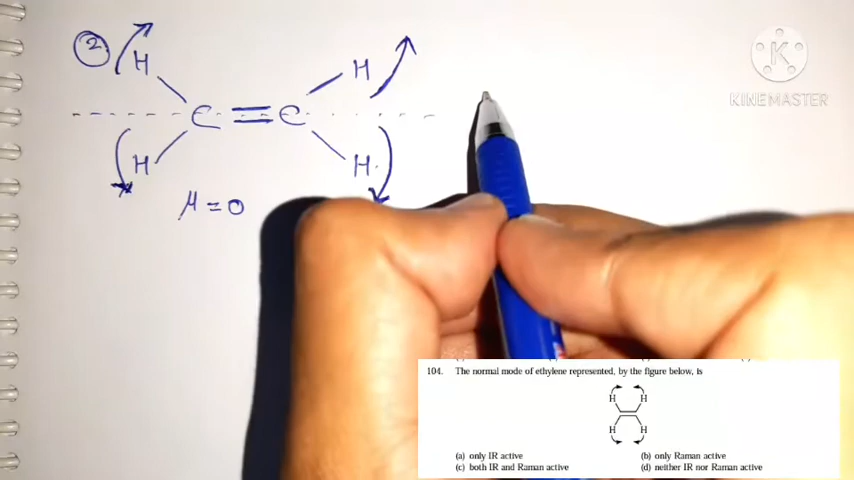 ②
H H
C=C
H H
μ=0
KINEMASTER
104. The normal mode of ethylene represented, by the figure below, is
H H
H H
(a) only IR active (b) only Raman active
(c) both IR and Raman active (d) neither IR nor Raman active